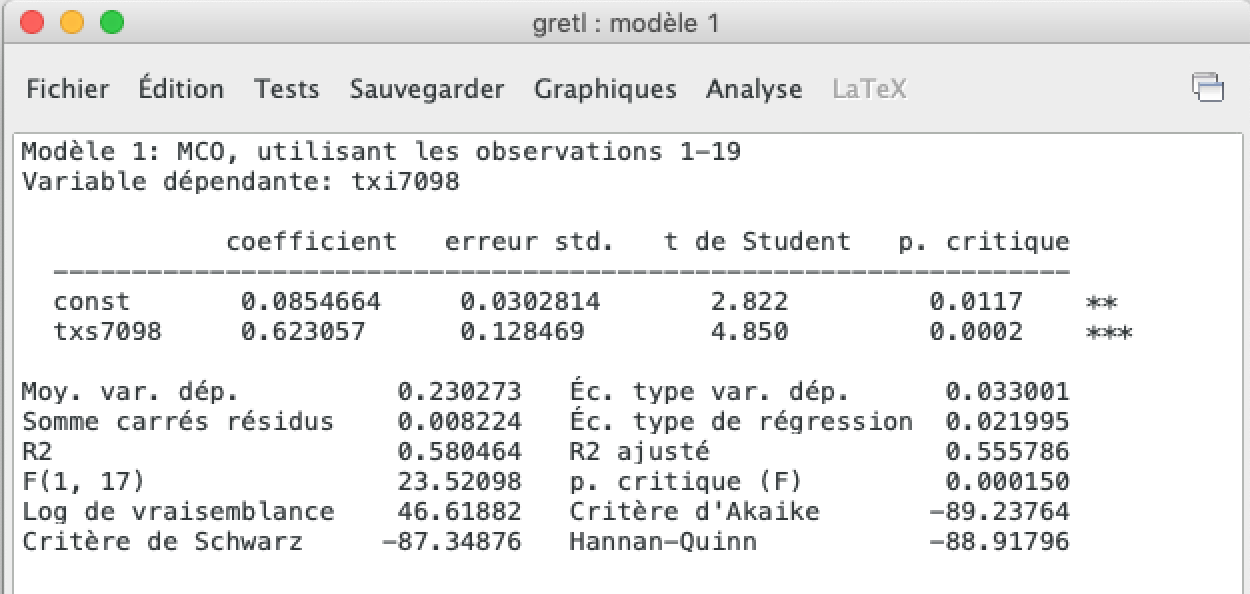 gretl : modèle 1
Fichier Édition Tests Sauvegarder Graphiques Analyse LaTeX
Modèle 1: MCO, utilisant les observations 1-19
Variable dépendante: txi7098
coefficient erreur std. t de Student p. critique
const 0.0854664 0.0302814 2.822 0.0117 **
txs7098 0.623057 0.128469 4.850 0.0002 ***
Moy. var. dép. 0.230273 Éc. type var. dép. 0.033001
Somme carrés résidus 0.008224 Éc. type de régression 0.021995
R2 0.580464 R2 ajusté 0.555786
F(1, 17) 23.52098 p. critique (F) 0.000150
Log de vraisemblance 46.61882 Critère d'Akaike -89.23764
Critère de Schwarz -87.34876 Hannan-Quinn -88.91796